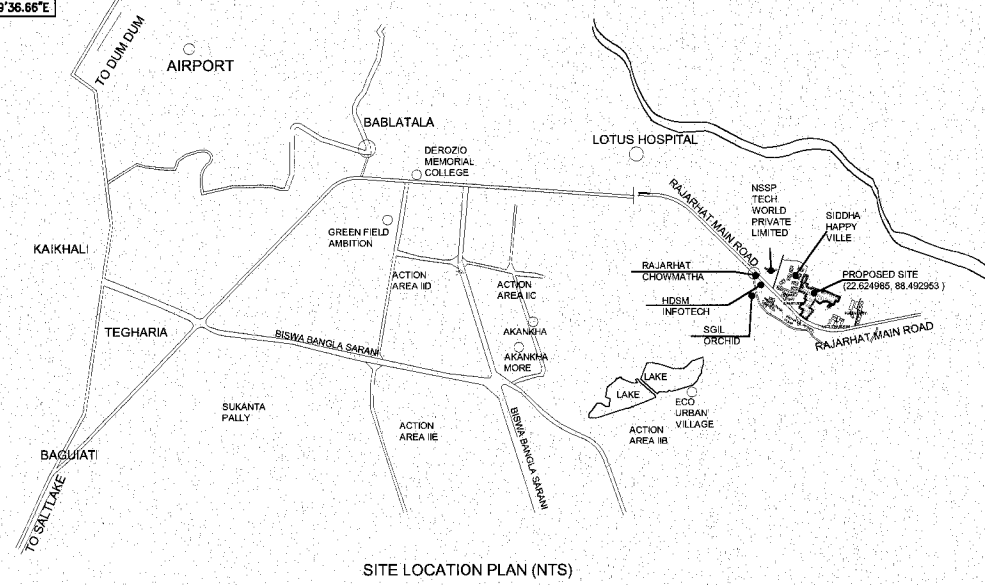 9'36.66"E
TO DUM DUM
AIRPORT
BABLATALA
LOTUS HOSPITAL
DEROZIO
MEMORIAL
COLLEGE
RAJARHAT MAIN ROAD
NSSP
TECH
WORLD
PRIVATE
LIMITED
SIDDHA
HAPPY
VILLE
GREEN FIELD
AMBITION
KAIKHALI
RAJARHAT
CHOWMATHA
PROPOSED SITE
(22.624985, 88.492953 )
ACTION
AREA IID
ACTION
AREA IIC
HDSM
INFOTECH
TEGHARIA
AKANKHA
SGIL
ORCHID
RAJARHAT MAIN ROAD
BISWA BANGLA SARANI
AKANKHA
MORE
LAKE
LAKE
SUKANTA
PALLY
ECO
URBAN
VILLAGE
ACTION
AREA IIE
BISWA BANGLA SARANI
ACTION
AREA IIB
BAGUIATI
TO SALTLAKE
SITE LOCATION PLAN (NTS)